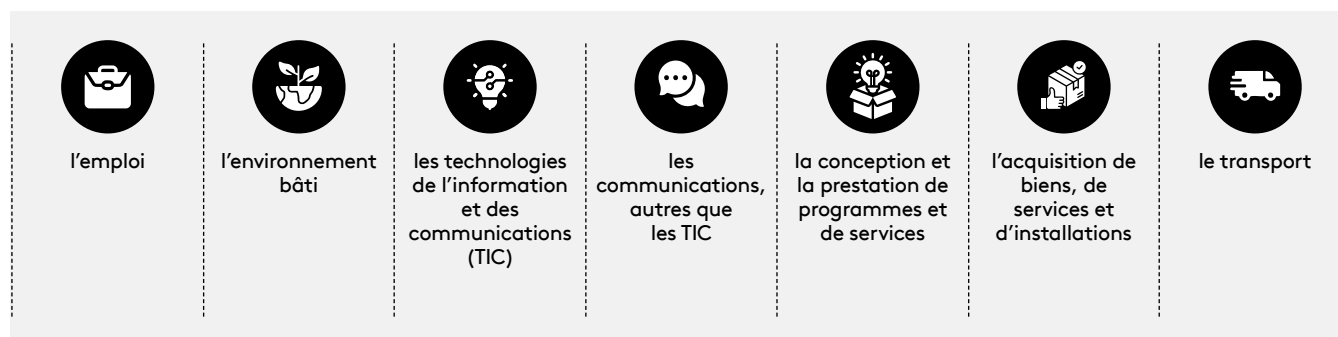 l’emploi
l’environnement
bâti
les technologies
de l’information
et des
communications
(TIC)
les
communications,
autres que
les TIC
la conception et
la prestation de
programmes et
de services
l’acquisition de
biens, de
services et
d’installations
le transport